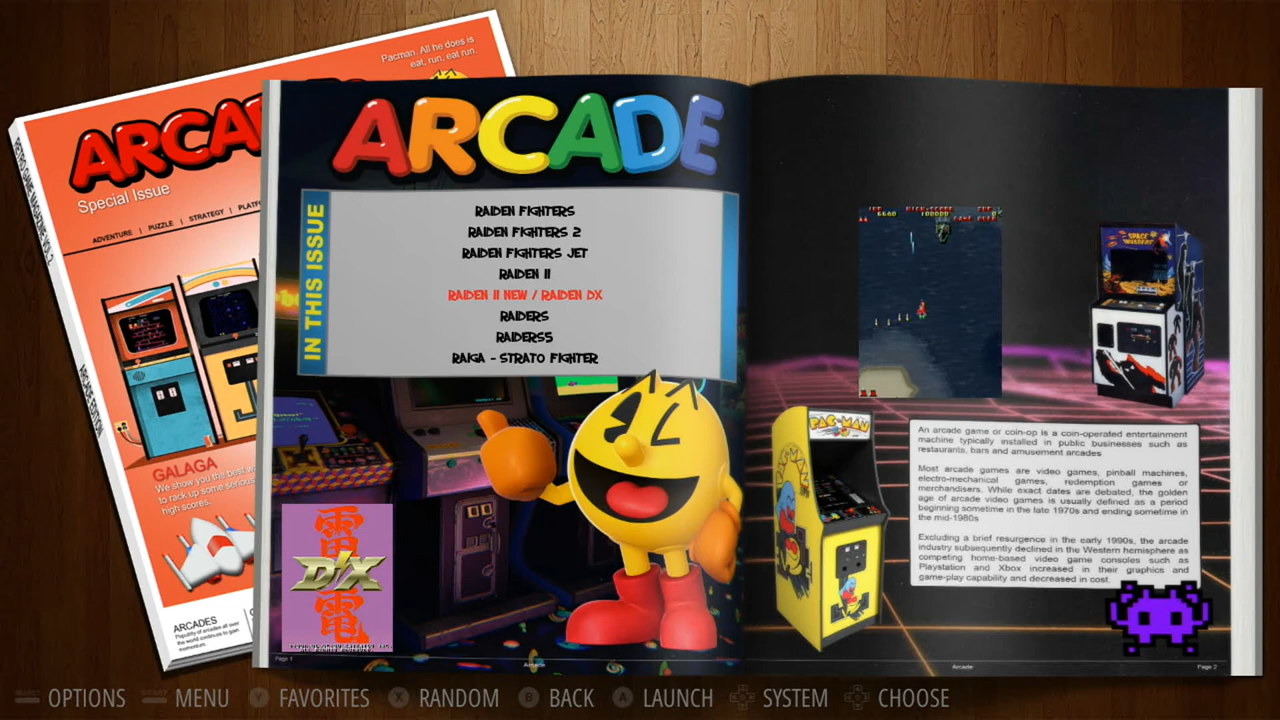 Pacman. All he does is
eat, run, eat run.
ARCA
Special Issue
ADVENTURE | PUZZLE | STRATEGY |
GALAGA
We show you the best
to rack up some serious
high scores.
ARCADES
ARCADE
IN THIS ISSUE
RAIDEN FIGHTERS
RAIDEN FIGHTERS 2
RAIDEN FIGHTERS JET
RAIDEN II
RAIDEN II NEW / RAIDEN DX
RAIDERS
RAIDERS5
RAIGA - STRATO FIGHTER
雷
DX
電
Page 1
Arcade
SPACE
INVADERS
PAC-MAN
An arcade game or coin-op is a coin-operated entertainment
machine typically installed in public businesses such as
restaurants, bars and amusement arcades
Most arcade games are video games, pinball machines,
electro-mechanical games, redemption games or
merchandisers. While exact dates are debated, the golden
age of arcade video games is usually defined as a period
beginning sometime in the late 1970s and ending sometime in
the mid-1980s
Excluding a brief resurgence in the early 1990s, the arcade
industry subsequently declined in the Western hemisphere as
competing home-based video game consoles such as
Playstation and Xbox increased in their graphics and
game-play capability and decreased in cost.
Arcade
Page 2
OPTIONS
MENU
Y FAVORITES
X RANDOM
B BACK
A LAUNCH
SYSTEM
CHOOSE